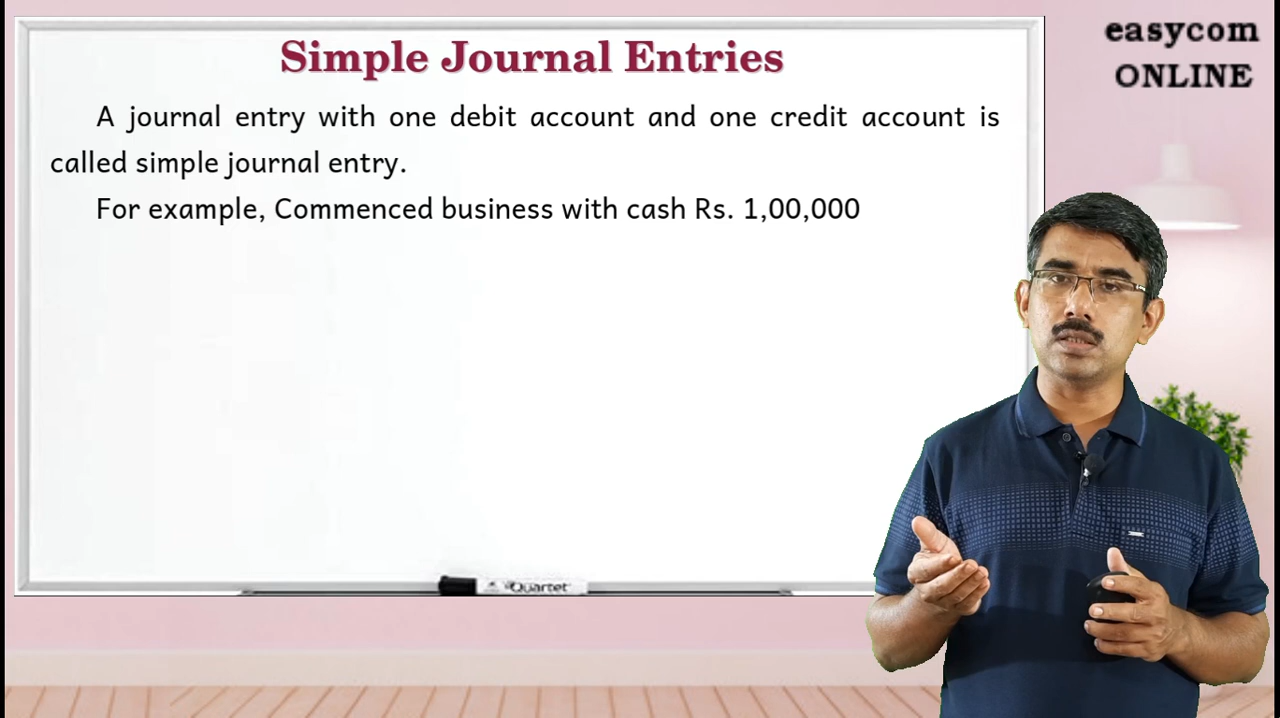 easycom
ONLINE
Simple Journal Entries
A journal entry with one debit account and one credit account is
called simple journal entry.
For example, Commenced business with cash Rs. 1,00,000
Quartet